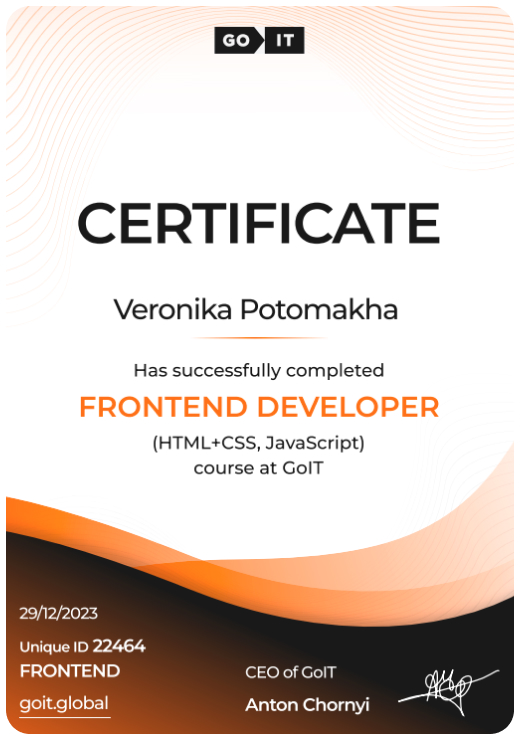 GO IT
CERTIFICATE
Veronika Potomakha
Has successfully completed
FRONTEND DEVELOPER
(HTML+CSS, JavaScript)
course at GoIT
29/12/2023
Unique ID 22464
FRONTEND
goit.global
CEO of GoIT
Anton Chornyi